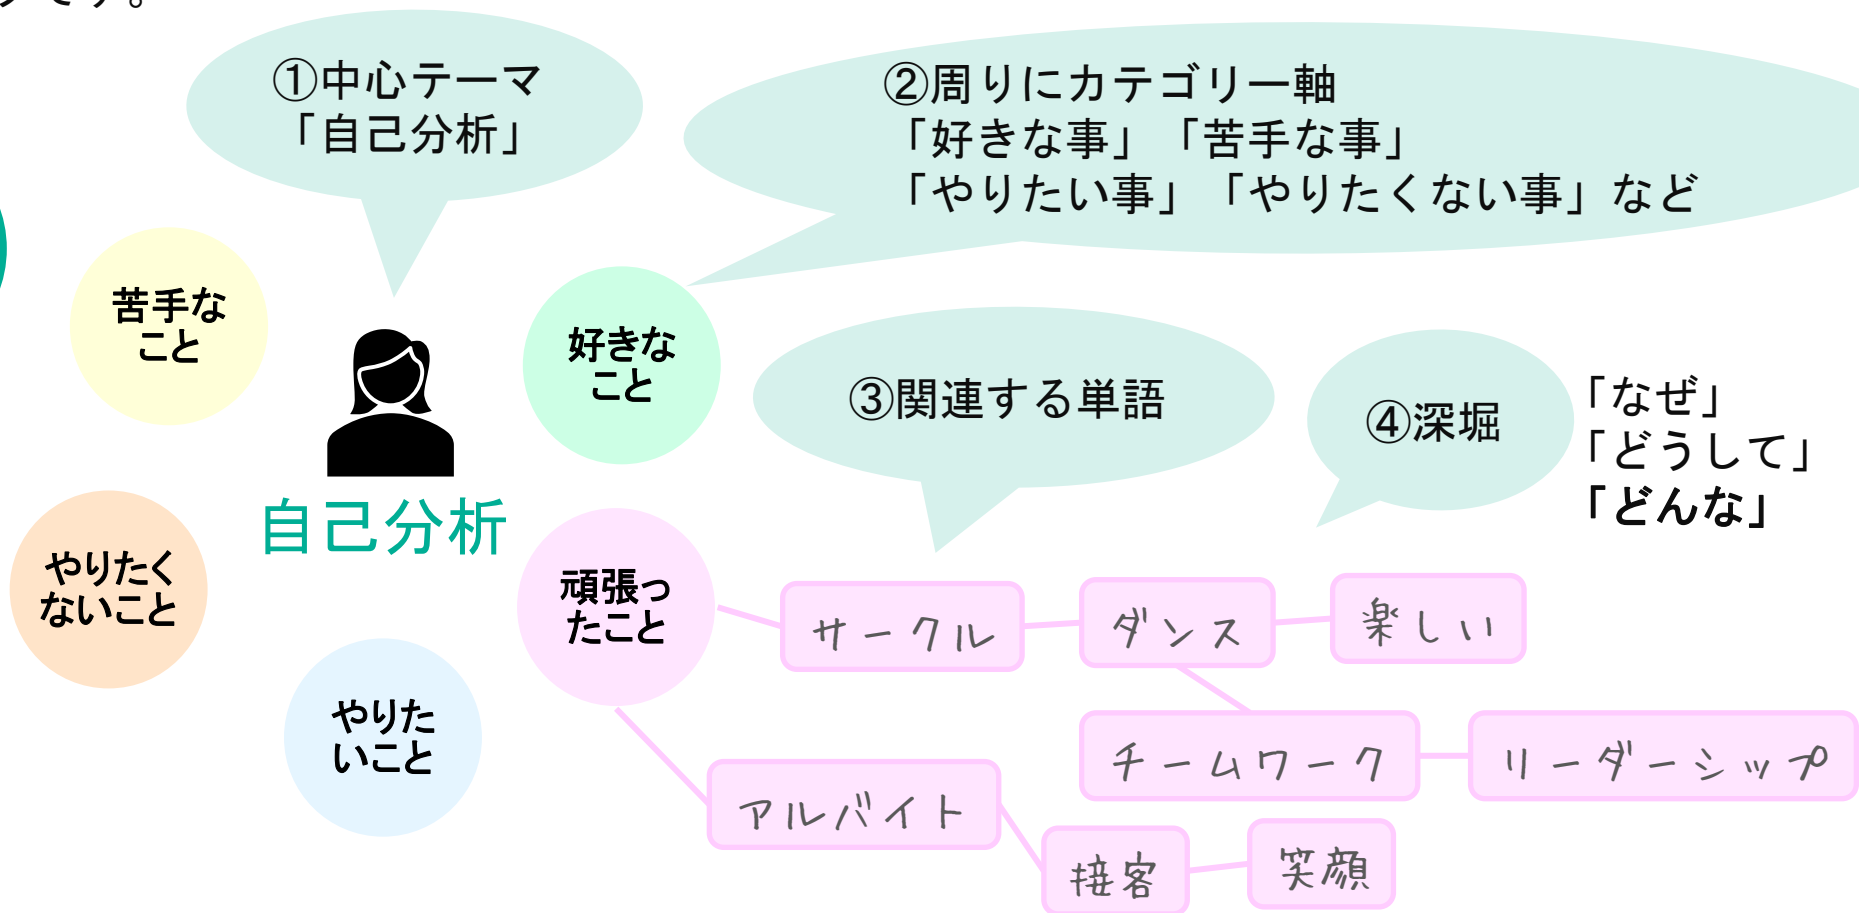 です。
①中心テーマ
「自己分析」
②周りにカテゴリー軸
「好きな事」「苦手な事」
「やりたい事」「やりたくない事」など
苦手な
こと
好きな
こと
③関連する単語
④深堀
「なぜ」
「どうして」
「どんな」
自己分析
やりたく
ないこと
頑張っ
たこと
やりた
いこと
サークル
ダンス
楽しい
チームワーク
リーダーシップ
アルバイト
接客
笑顔